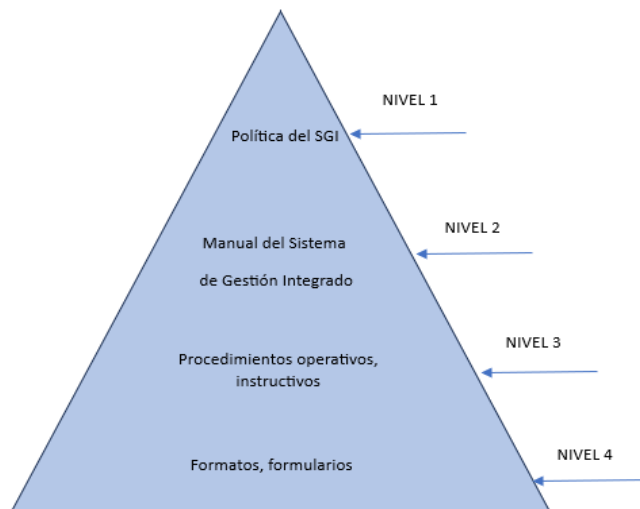 NIVEL 1
Política del SGI
NIVEL 2
Manual del Sistema
de Gestión Integrado
NIVEL 3
Procedimientos operativos,
instructivos
NIVEL 4
Formatos, formularios